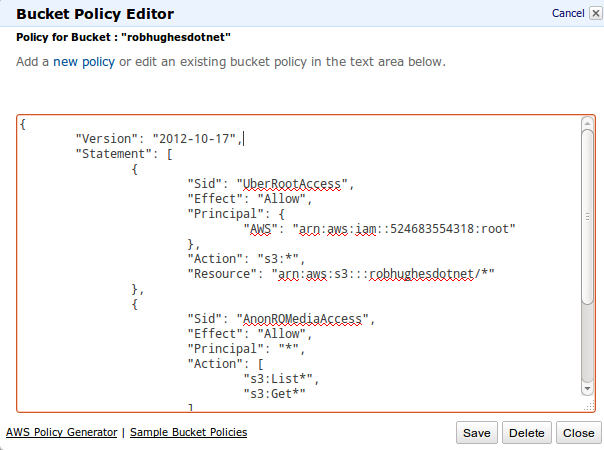 Bucket Policy Editor
Cancel
Policy for Bucket : "robhughesdotnet"
Add a new policy or edit an existing bucket policy in the text area below.
{
"Version": "2012-10-17",
"Statement": [
{
"Sid": "UberRootAccess",
"Effect": "Allow",
"Principal": {
"AWS": "arn:aws:iam::524683554318:root"
},
"Action": "s3:*",
"Resource": "arn:aws:s3:::robhughesdotnet/*"
},
{
"Sid": "AnonROMediaAccess",
"Effect": "Allow",
"Principal": "*",
"Action": [
"s3:List*",
"s3:Get*"
]
AWS Policy Generator | Sample Bucket Policies
Save
Delete
Close